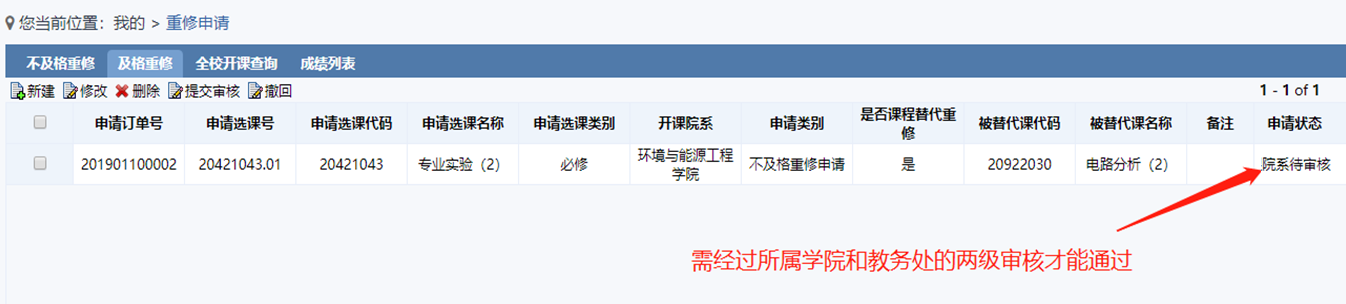 您当前位置：我的 > 重修申请
不及格重修 及格重修 全校开课查询 成绩列表
新建 修改 删除 提交审核 撤回 1 - 1 of 1
申请订单号 申请选课号 申请选课代码 申请选课名称 申请选课类别 开课院系 申请类别 是否课程替代重修 被替代课代码 被替代课名称 备注 申请状态
201901100002 20421043.01 20421043 专业实验（2） 必修 环境与能源工程学院 不及格重修申请 是 20922030 电路分析（2） 院系待审核
需经过所属学院和教务处的两级审核才能通过